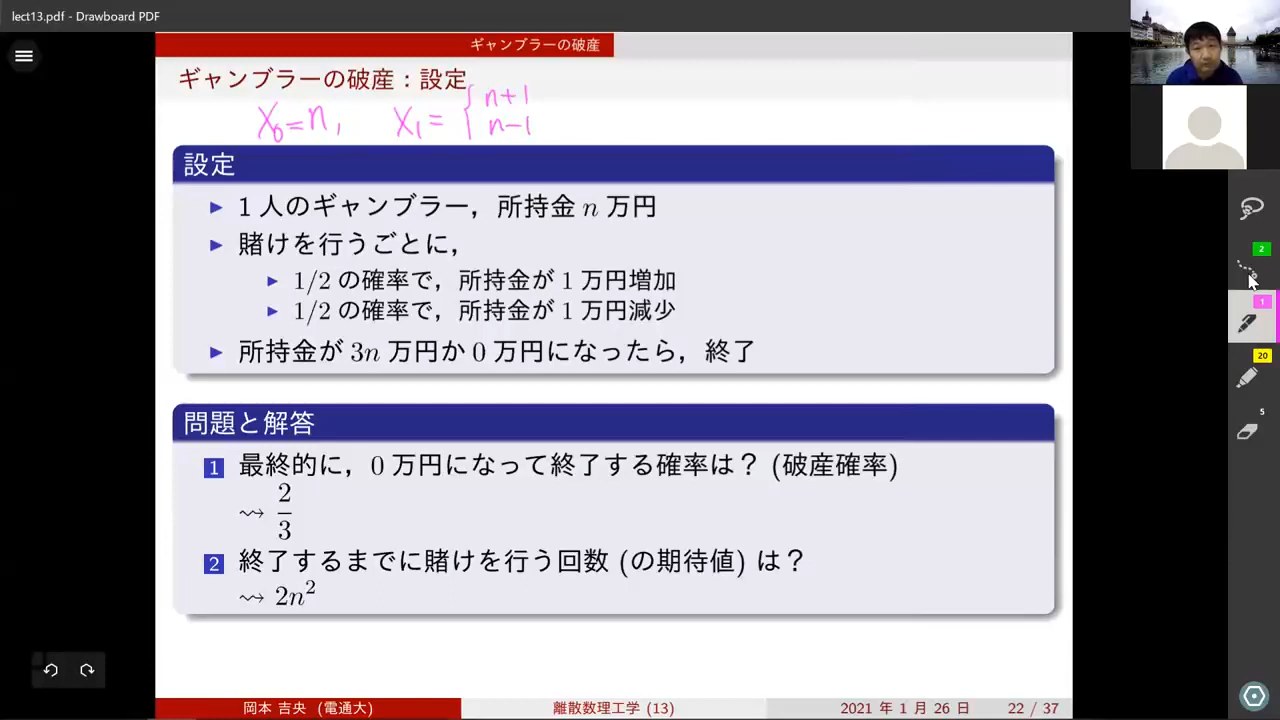 lect13.pdf - Drawboard PDF
ギャンブラーの破産
ギャンブラーの破産：設定
X₀=n, X₁= { n+1
n−1
設定
▶ 1 人のギャンブラー，所持金 n 万円
▶ 賭けを行うごとに，
▶ 1/2 の確率で，所持金が 1 万円増加
▶ 1/2 の確率で，所持金が 1 万円減少
▶ 所持金が 3n 万円か 0 万円になったら，終了
問題と解答
1 最終的に，0 万円になって終了する確率は？ (破産確率)
⇝ 2/3
2 終了するまでに賭けを行う回数 (の期待値) は？
⇝ 2n²
岡本 吉央 (電通大) 離散数理工学 (13) 2021 年 1 月 26 日 22 / 37
2
1
20
5